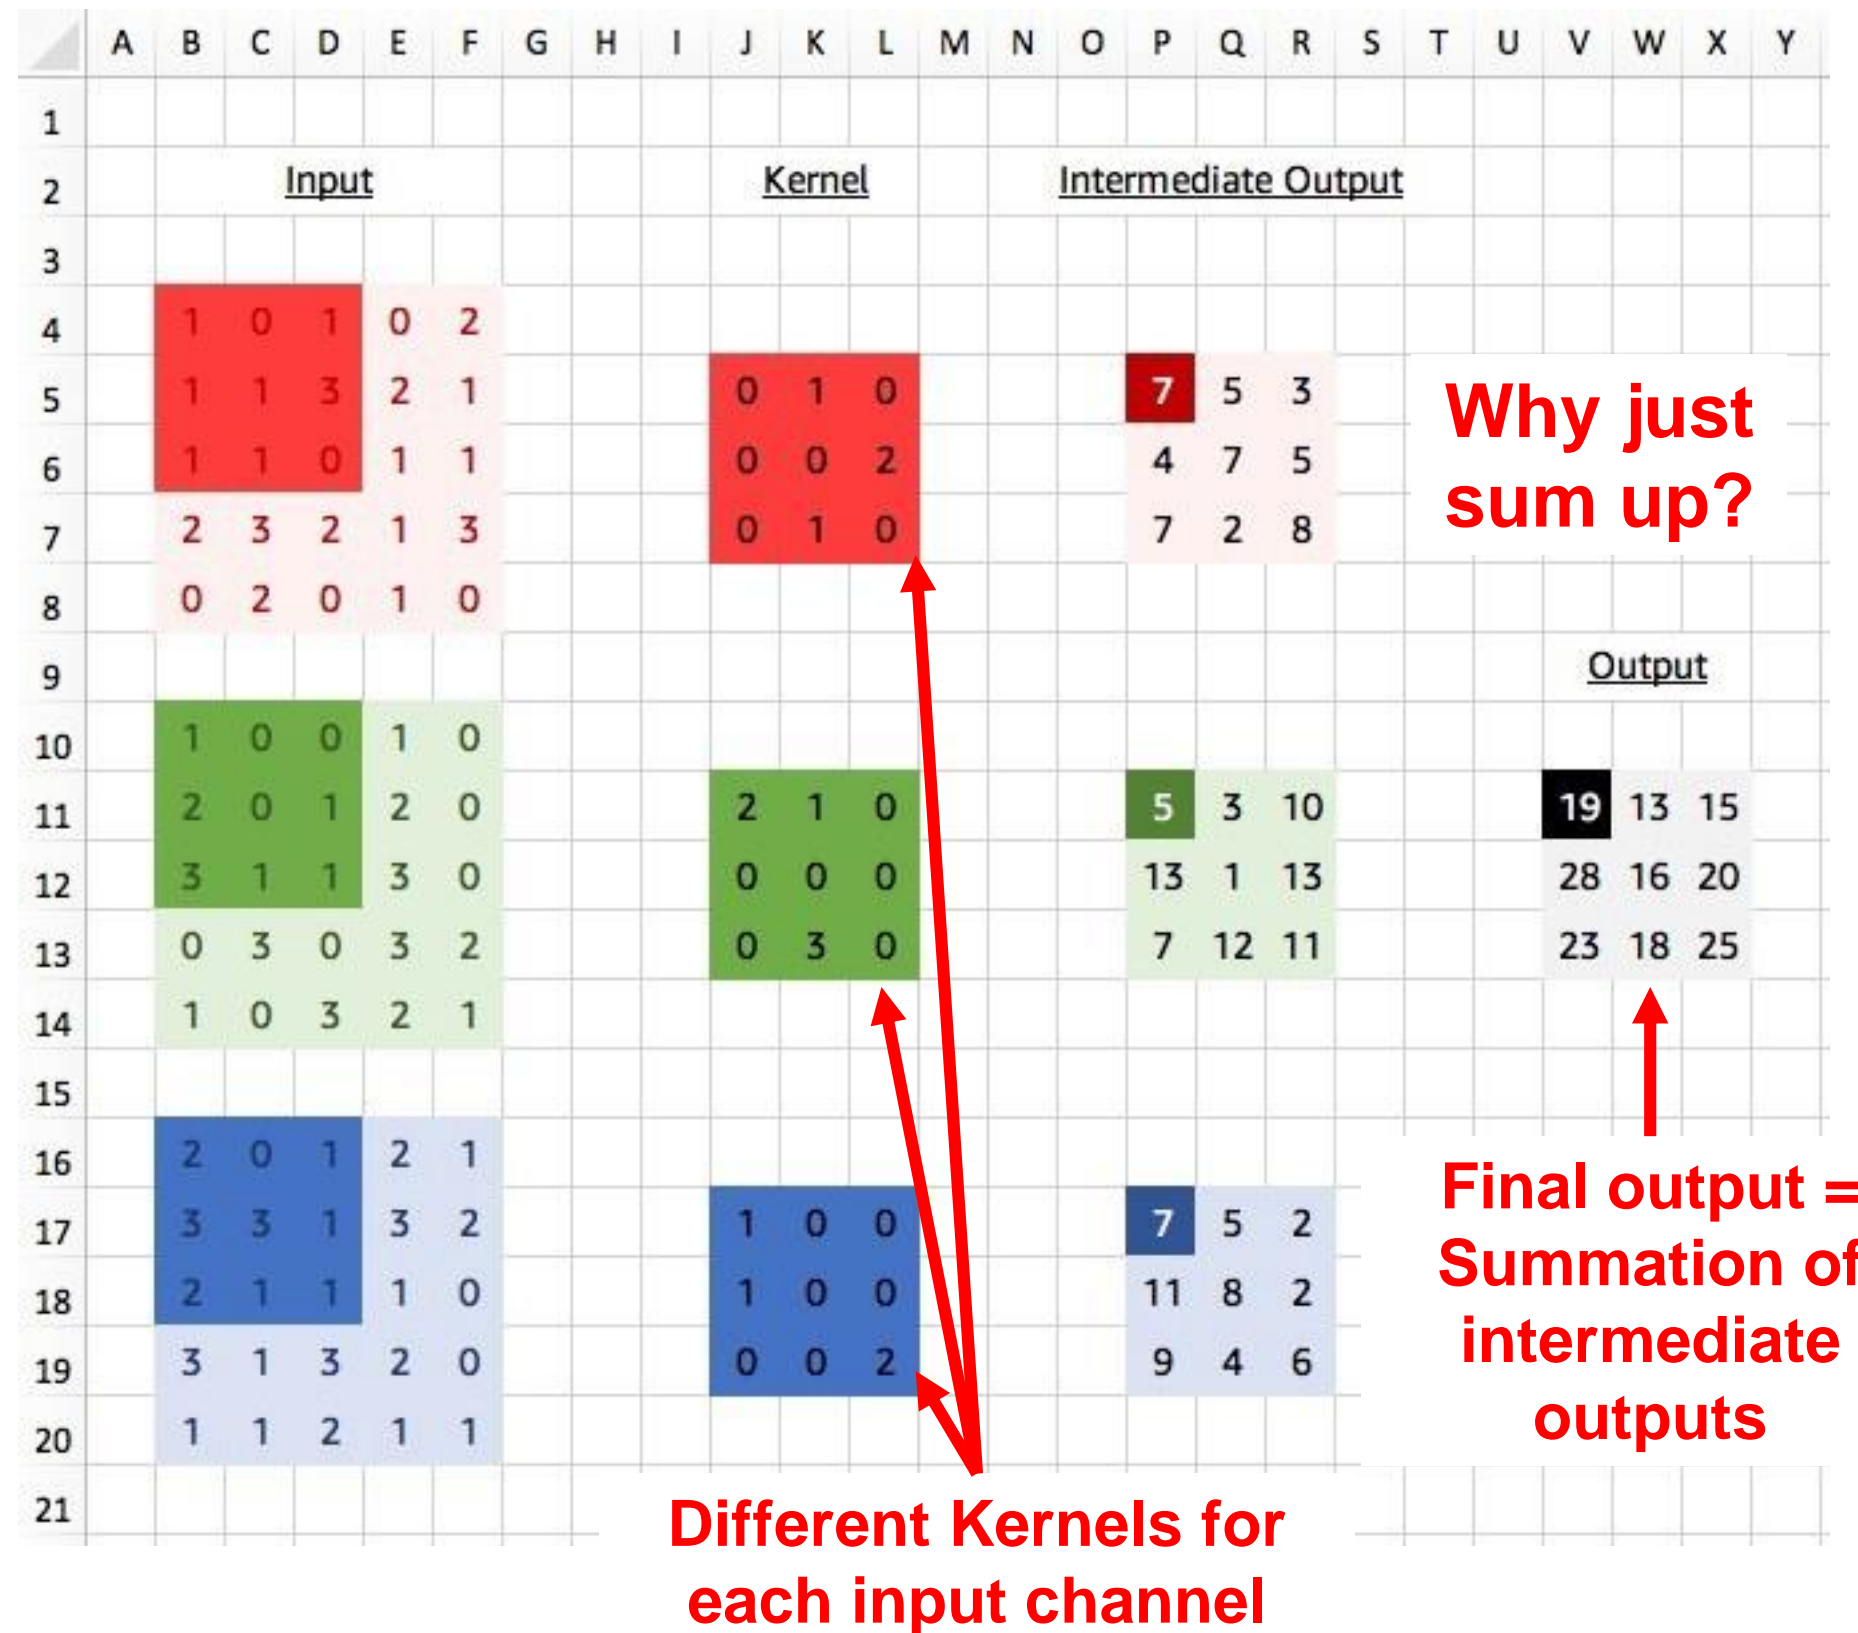 A B C D E F G H I J K L M N O P Q R S T U V W X Y
1
2 Input Kernel Intermediate Output
3
4 1 0 1 0 2
5 1 1 3 2 1 0 1 0 7 5 3 Why just
6 1 1 0 1 1 0 0 2 4 7 5 sum up?
7 2 3 2 1 3 0 1 0 7 2 8
8 0 2 0 1 0
9 Output
10 1 0 0 1 0
11 2 0 1 2 0 2 1 0 5 3 10 19 13 15
12 3 1 1 3 0 0 0 0 13 1 13 28 16 20
13 0 3 0 3 2 0 3 0 7 12 11 23 18 25
14 1 0 3 2 1
15
16 2 0 1 2 1
17 3 3 1 3 2 1 0 0 7 5 2
18 2 1 1 1 0 1 0 0 11 8 2
19 3 1 3 2 0 0 0 2 9 4 6
20 1 1 2 1 1
21
Final output =
Summation of
intermediate
outputs
Different Kernels for
each input channel